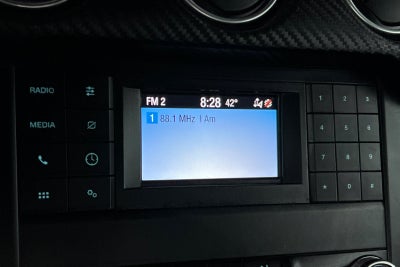 RADIO
MEDIA
FM 2 8:28 42°
1 88.1 MHz I Am
1 2 3
4 5 6
7 8 9
* 0 #